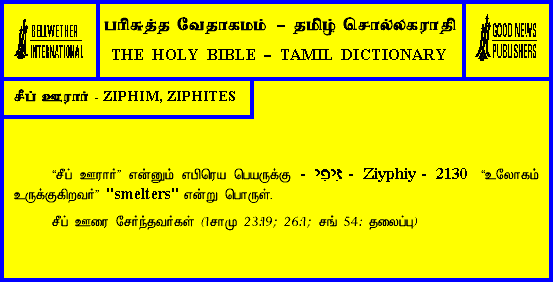 BELLWETHER
INTERNATIONAL
பரிசுத்த வேதாகமம் – தமிழ் சொல்லகராதி
THE HOLY BIBLE – TAMIL DICTIONARY
GOOD NEWS
PUBLISHERS
சீப் ஊரார் - ZIPHIM, ZIPHITES
“சீப் ஊரார்” என்னும் எபிரெய பெயருக்கு - זיפי - Ziyphiy - 2130 “உலோகம்
உருக்குகிறவர்” "smelters" என்று பொருள்.
சீப் ஊரை சேர்ந்தவர்கள் (1சாமு 23:19; 26:1; சங் 54: தலைப்பு)